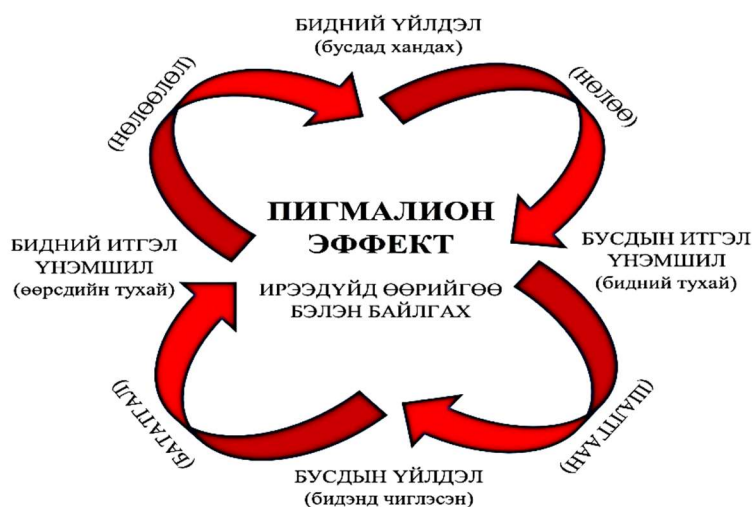 БИДНИЙ ҮЙЛДЭЛ
(бусдад хандах)
(НӨЛӨӨЛӨЛ)
(НӨЛӨӨ)
ПИГМАЛИОН
ЭФФЕКТ
ИРЭЭДҮЙД ӨӨРИЙГӨӨ
БЭЛЭН БАЙЛГАХ
БИДНИЙ ИТГЭЛ
ҮНЭМШИЛ
(өөрсдийн тухай)
БУСДЫН ИТГЭЛ
ҮНЭМШИЛ
(бидний тухай)
(БАТАТГАЛ)
(ШАЛТГААН)
БУСДЫН ҮЙЛДЭЛ
(бидэнд чиглэсэн)